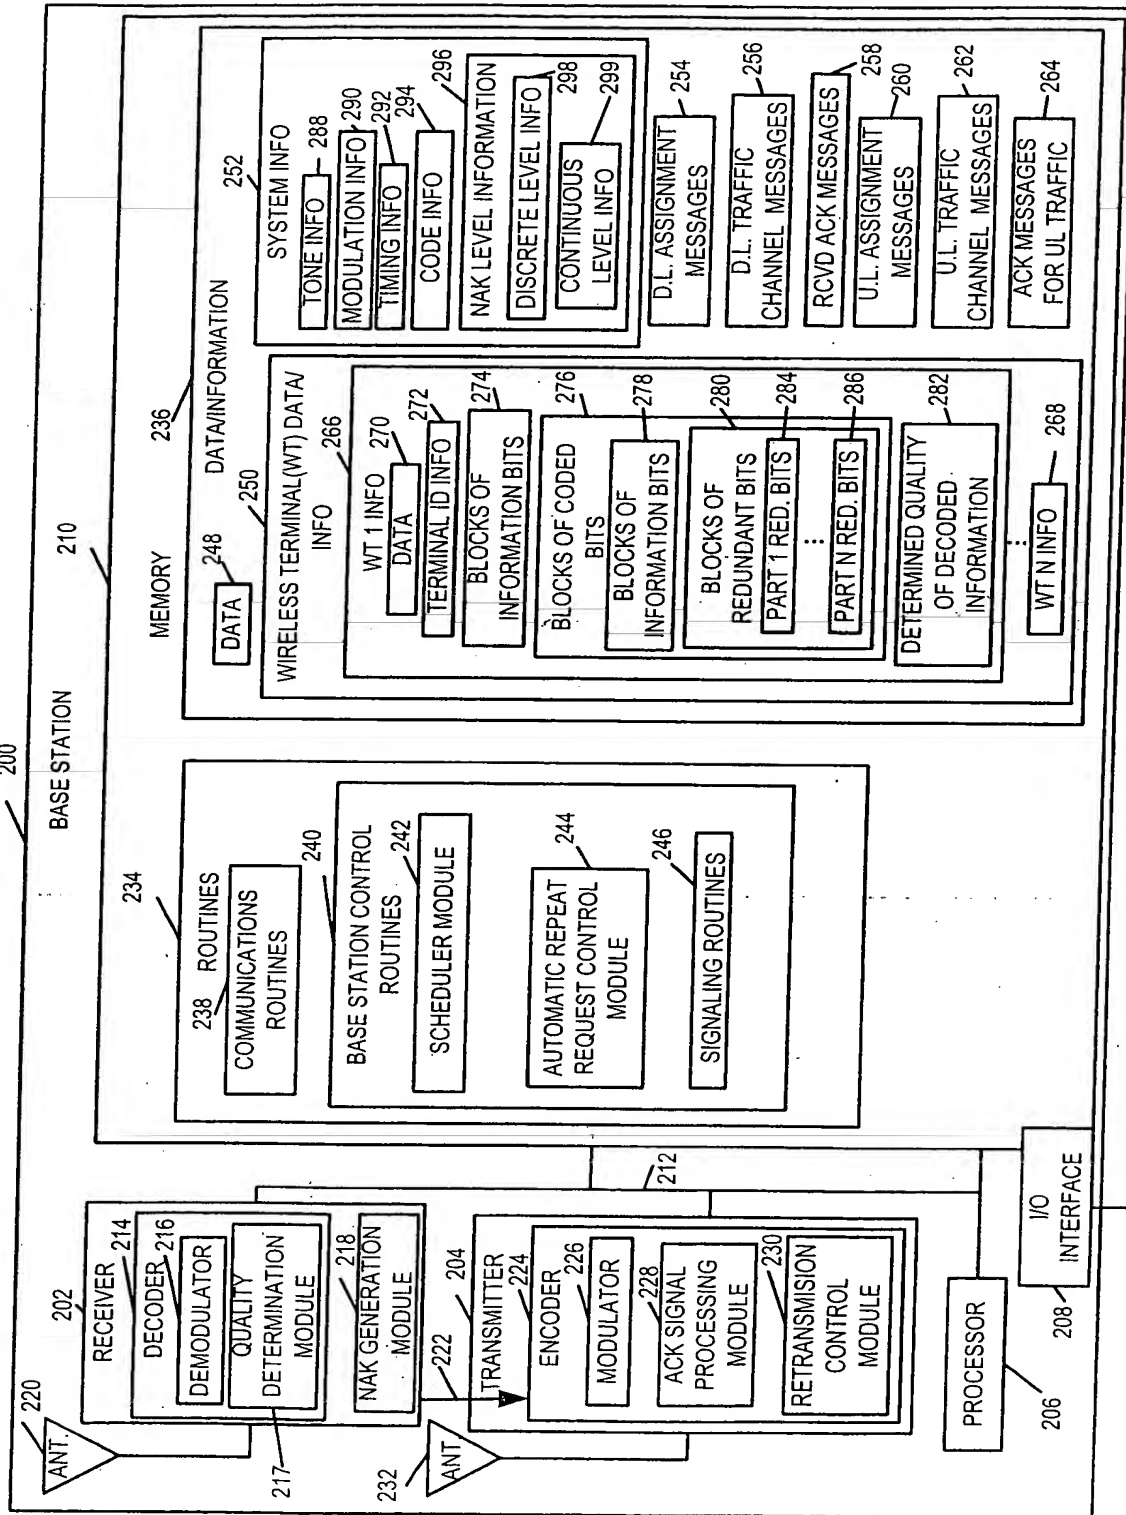 200
BASE STATION
210
220
ANT.
202
RECEIVER
214
DECODER
216
DEMODULATOR
QUALITY
DETERMINATION
MODULE
217
218
NAK GENERATION
MODULE
222
232
ANT
204
TRANSMITTER
224
ENCODER
226
MODULATOR
228
ACK SIGNAL
PROCESSING
MODULE
230
RETRANSMISION
CONTROL
MODULE
212
PROCESSOR
206
I/O
INTERFACE
208
MEMORY
234
ROUTINES
238
COMMUNICATIONS
ROUTINES
240
BASE STATION CONTROL
ROUTINES
242
SCHEDULER MODULE
244
AUTOMATIC REPEAT
REQUEST CONTROL
MODULE
246
SIGNALING ROUTINES
236
DATA/INFORMATION
248
DATA
250
WIRELESS TERMINAL(WT) DATA/
INFO
266
WT 1 INFO
270
DATA
272
TERMINAL ID INFO
274
BLOCKS OF
INFORMATION BITS
276
BLOCKS OF CODED
BITS
278
BLOCKS OF
INFORMATION BITS
280
BLOCKS OF
REDUNDANT BITS
284
PART 1 RED. BITS
286
PART N RED. BITS
282
DETERMINED QUALITY
OF DECODED
INFORMATION
268
WT N INFO
252
SYSTEM INFO
288
TONE INFO
290
MODULATION INFO
292
TIMING INFO
294
CODE INFO
296
NAK LEVEL INFORMATION
298
DISCRETE LEVEL INFO
299
CONTINUOUS
LEVEL INFO
254
D.L. ASSIGNMENT
MESSAGES
256
D.L. TRAFFIC
CHANNEL MESSAGES
258
RCVD ACK MESSAGES
260
U.L. ASSIGNMENT
MESSAGES
262
U.L. TRAFFIC
CHANNEL MESSAGES
264
ACK MESSAGES
FOR UL TRAFFIC